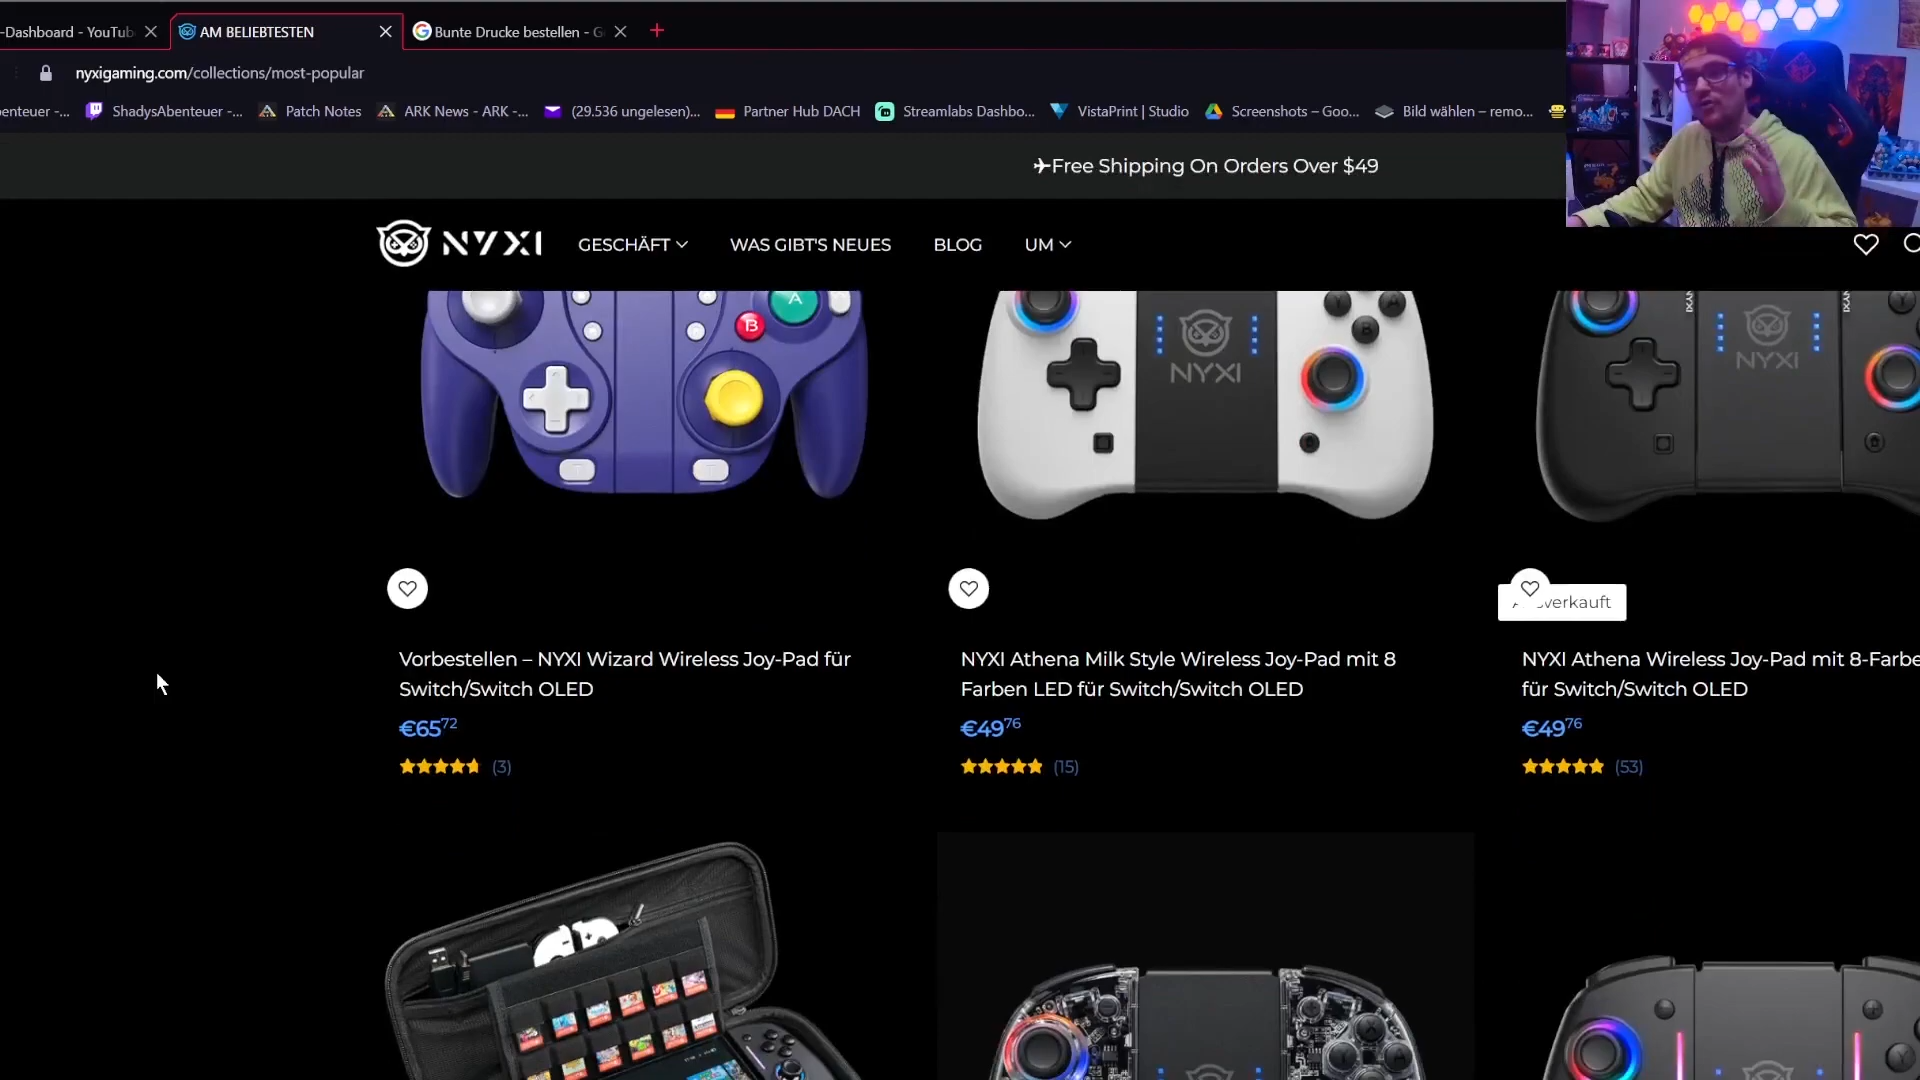 -Dashboard - YouTub
AM BELIEBTESTEN
Bunte Drucke bestellen - G
nyxigaming.com/collections/most-popular
enteuer -...
ShadysAbenteuer -...
Patch Notes
ARK News - ARK -...
(29.536 ungelesen)...
Partner Hub DACH
Streamlabs Dashbo...
VistaPrint | Studio
Screenshots – Goo...
Bild wählen – remo...
✈Free Shipping On Orders Over $49
NYXI
GESCHÄFT
WAS GIBT'S NEUES
BLOG
UM
A
B
Y
A
B
NYXI
NYXI
Vorbestellen – NYXI Wizard Wireless Joy-Pad für
Switch/Switch OLED
€6572
(3)
NYXI Athena Milk Style Wireless Joy-Pad mit 8
Farben LED für Switch/Switch OLED
€4976
(15)
verkauft
NYXI Athena Wireless Joy-Pad mit 8-Farbe
für Switch/Switch OLED
€4976
(53)